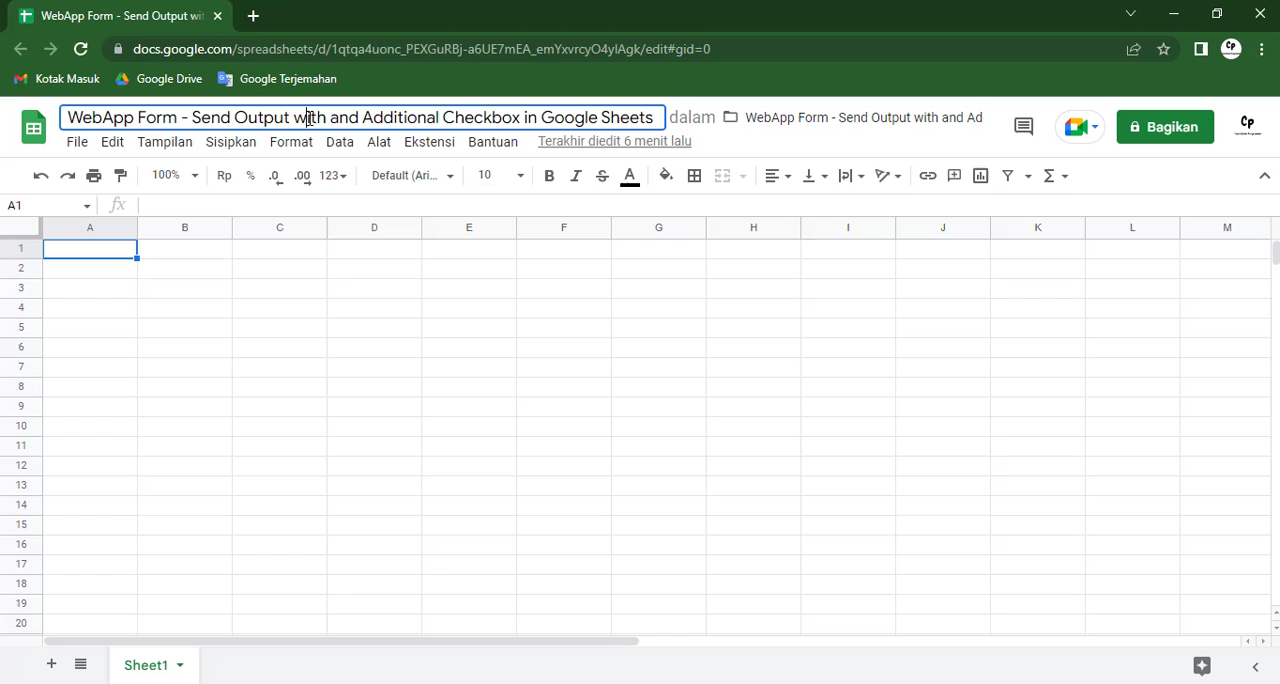 WebApp Form - Send Output wit
docs.google.com/spreadsheets/d/1qtqa4uonc_PEXGuRBj-a6UE7mEA_emYxvrcyO4ylAgk/edit#gid=0
Cp
Kotak Masuk Google Drive Google Terjemahan
WebApp Form - Send Output with and Additional Checkbox in Google Sheets dalam WebApp Form - Send Output with and Ad
Bagikan
Cp
File Edit Tampilan Sisipkan Format Data Alat Ekstensi Bantuan Terakhir diedit 6 menit lalu
100% Rp % .0 .00 123 Default (Ari... 10 B I S A Σ
A1 fx
A B C D E F G H I J K L M
1
2
3
4
5
6
7
8
9
10
11
12
13
14
15
16
17
18
19
20
Sheet1